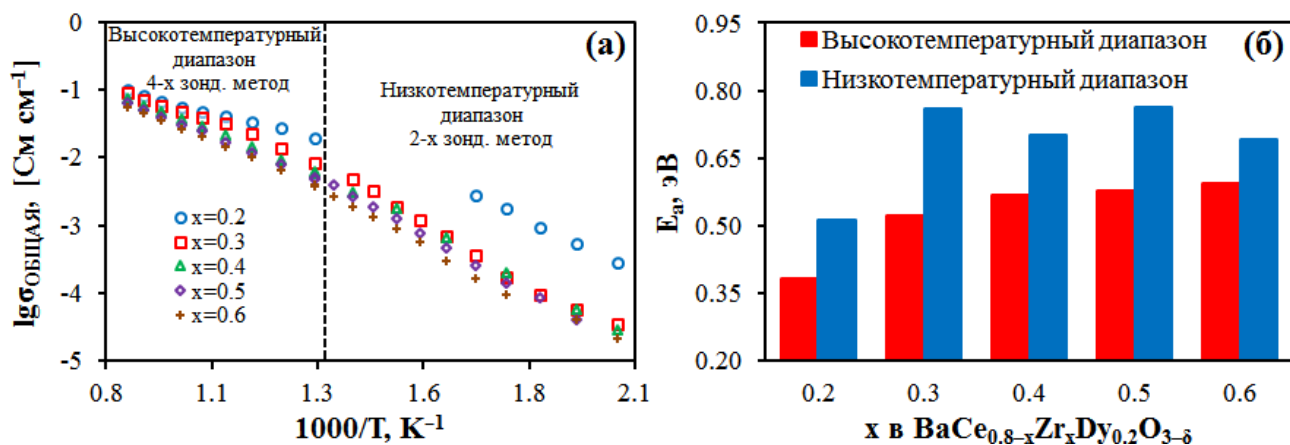 0
-1
-2
-3
-4
-5
lgσОБЩАЯ, [См см⁻¹]
Высокотемпературный
диапазон
4-х зонд. метод
(а)
Низкотемпературный
диапазон
2-х зонд. метод
x=0.2
x=0.3
x=0.4
x=0.5
x=0.6
0.8 1.1 1.3 1.6 1.8 2.1
1000/T, K⁻¹
0.95
0.80
0.65
0.50
0.35
0.20
Eₐ, эВ
Высокотемпературный диапазон
(б)
Низкотемпературный диапазон
0.2 0.3 0.4 0.5 0.6
x в BaCe₀.₈₋ₓZrₓDy₀.₂O₃₋δ